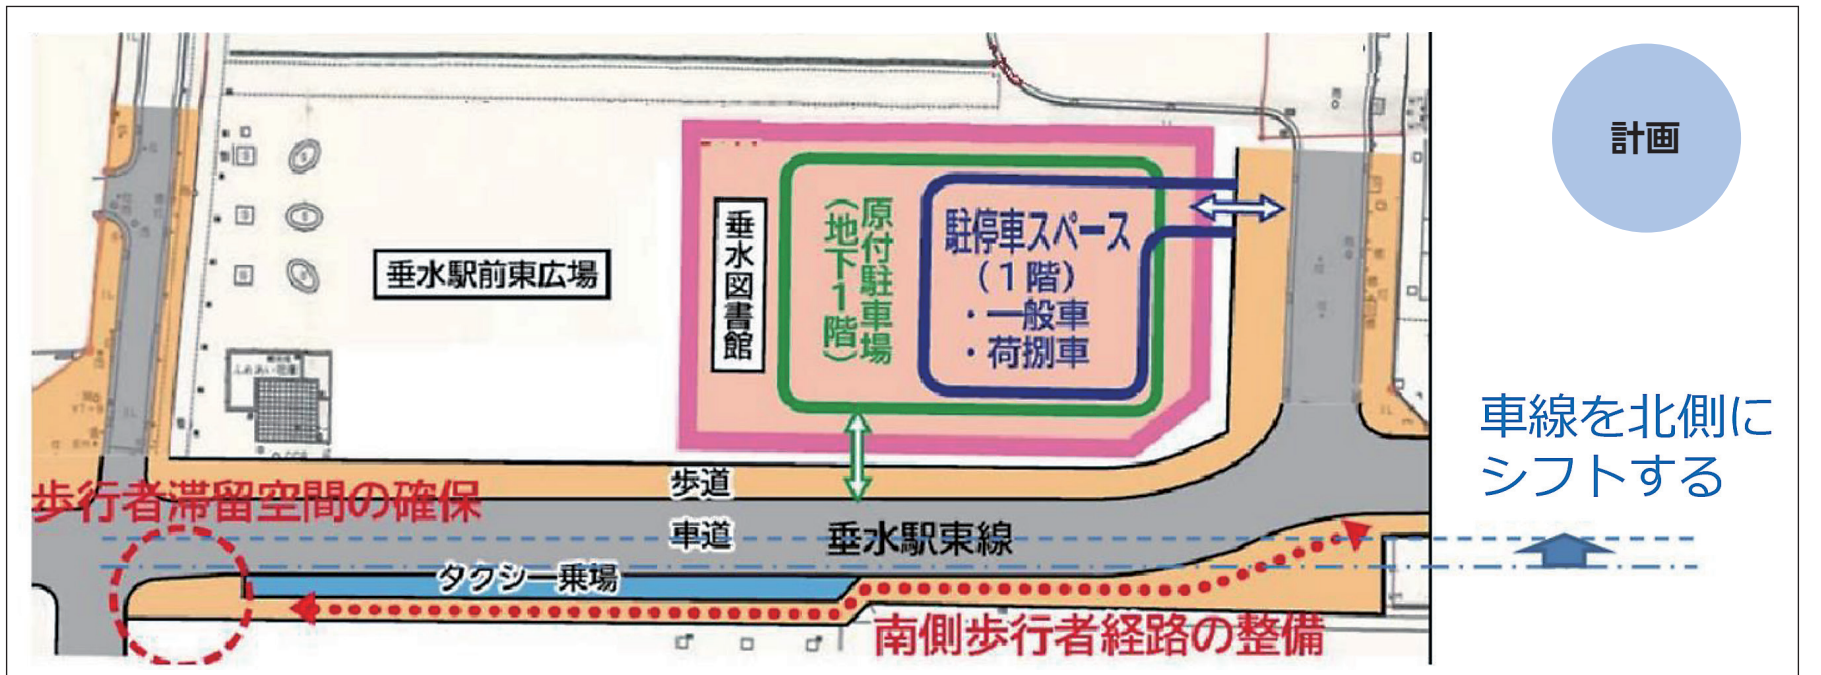 計画
垂水駅前東広場
垂水図書館
原付駐車場
(地下1階)
駐停車スペース
(1階)
・一般車
・荷捌車
車線を北側に
シフトする
歩道
歩行者滞留空間の確保
車道
垂水駅東線
タクシー乗場
南側歩行者経路の整備